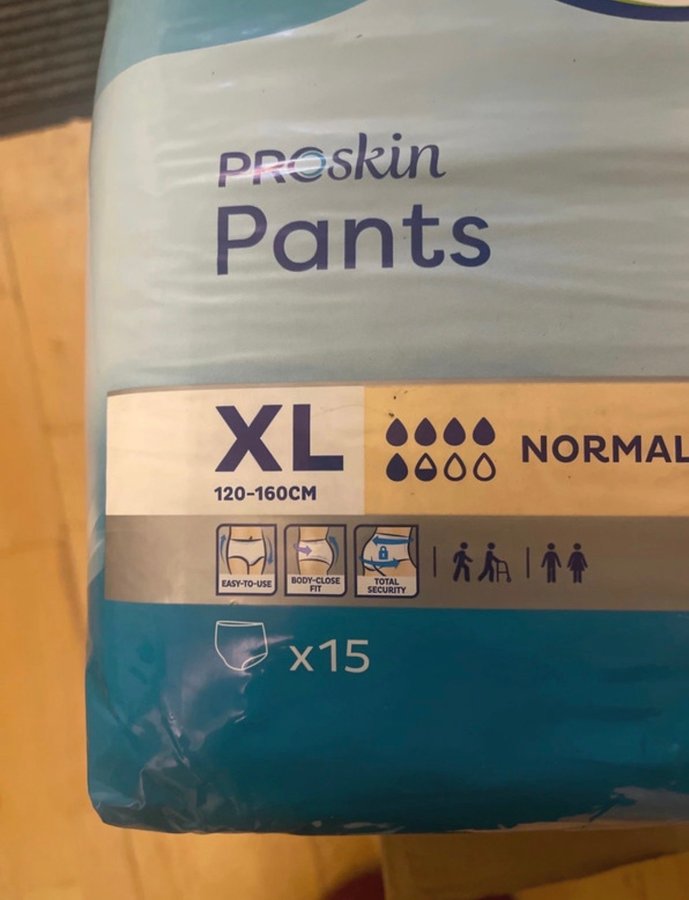 PROskin
Pants
XL
120-160CM
NORMAL
EASY-TO-USE
BODY-CLOSE
FIT
TOTAL
SECURITY
x15